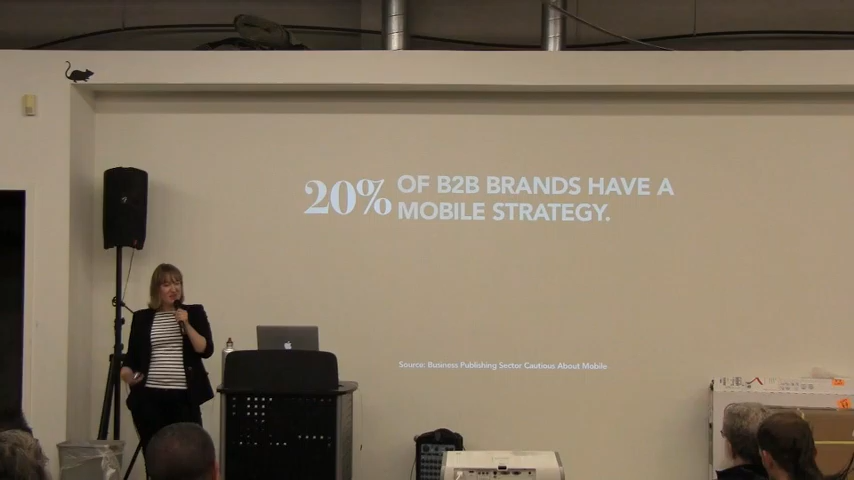 20% OF B2B BRANDS HAVE A
MOBILE STRATEGY.
Source: Business Publishing Sector Cautious About Mobile